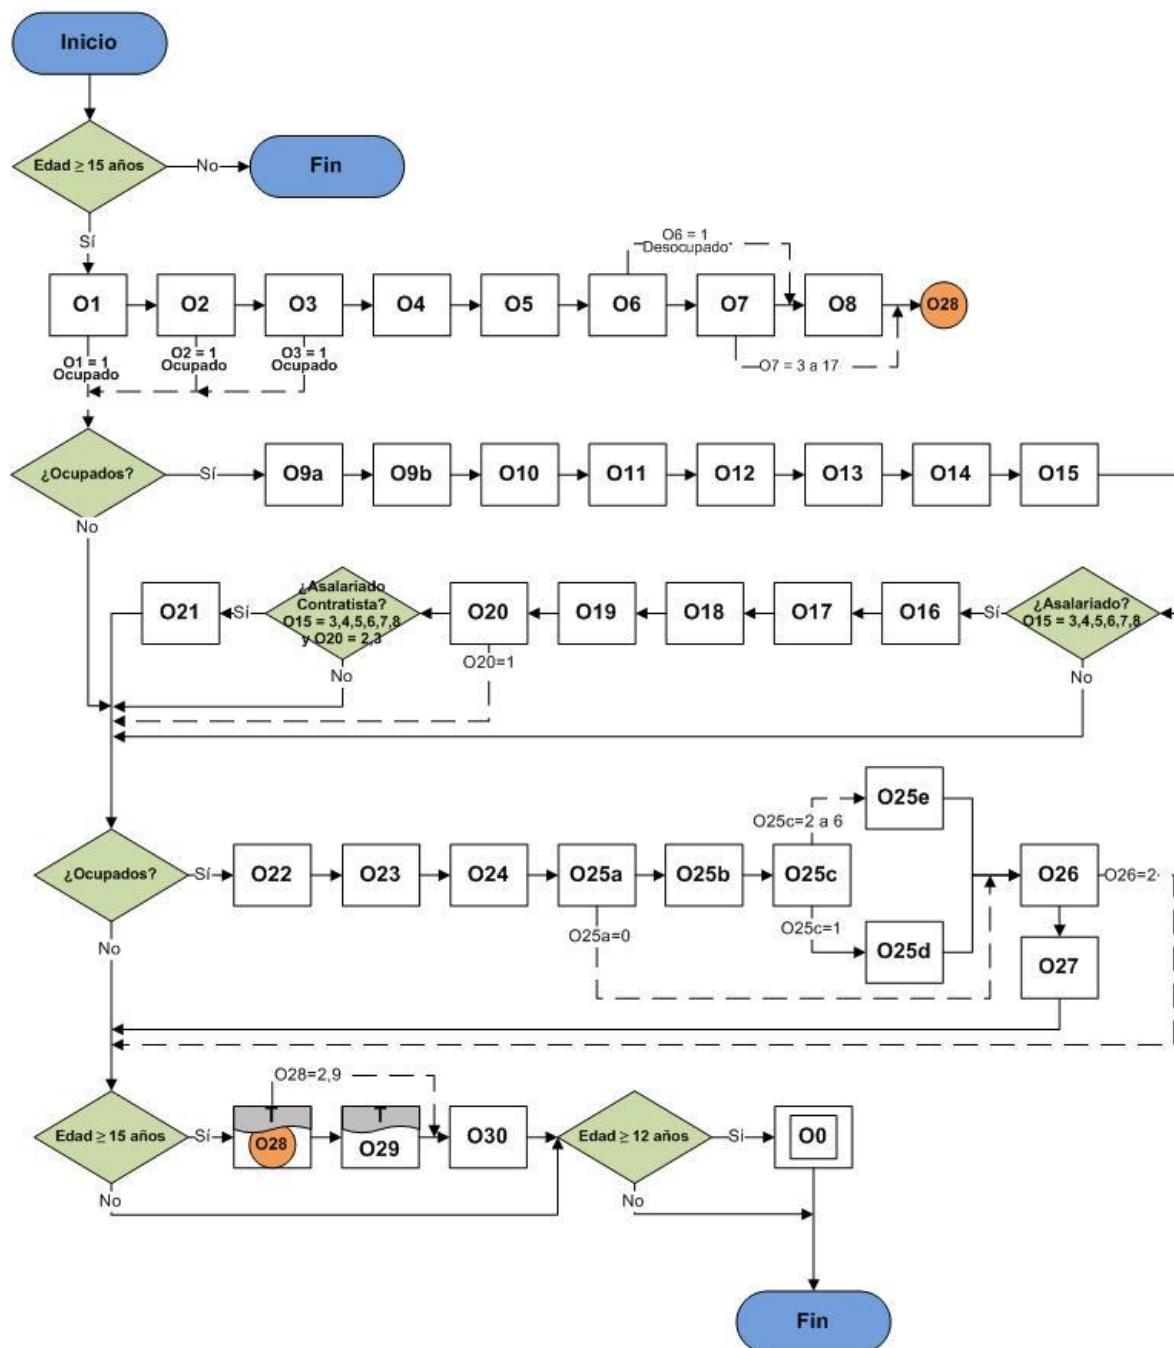 Inicio
Edad ≥ 15 años
No
Fin
Sí
O6 = 1
Desocupado
O1
O2
O3
O4
O5
O6
O7
O8
O28
O1 = 1
Ocupado
O2 = 1
Ocupado
O3 = 1
Ocupado
O7 = 3 a 17
¿Ocupados?
Sí
O9a
O9b
O10
O11
O12
O13
O14
O15
No
O21
Sí
¿Asalariado
Contratista?
O15 = 3,4,5,6,7,8
y O20 = 2,3
O20
O19
O18
O17
O16
Sí
¿Asalariado?
O15 = 3,4,5,6,7,8
O20=1
No
No
O25e
O25c=2 a 6
¿Ocupados?
Sí
O22
O23
O24
O25a
O25b
O25c
O26
O26=2
No
O25a=0
O25c=1
O25d
O27
O28=2,9
Edad ≥ 15 años
Sí
T
O28
T
O29
O30
Edad ≥ 12 años
Si
O0
No
No
Fin